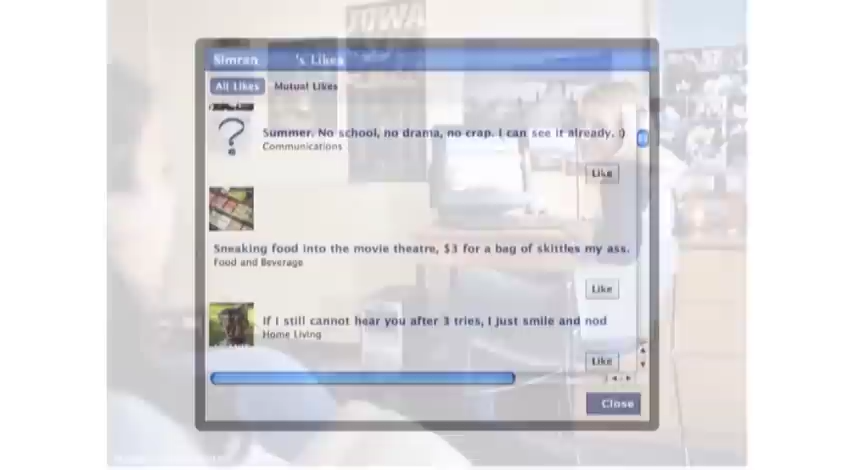 IOWA
Simran 's Likes
All Likes Mutual Likes
Summer. No school, no drama, no crap. I can see it already. :)
Communications
Like
Sneaking food into the movie theatre, $3 for a bag of skittles my ass.
Food and Beverage
Like
If I still cannot hear you after 3 tries, I just smile and nod
Home Living
Like
Close